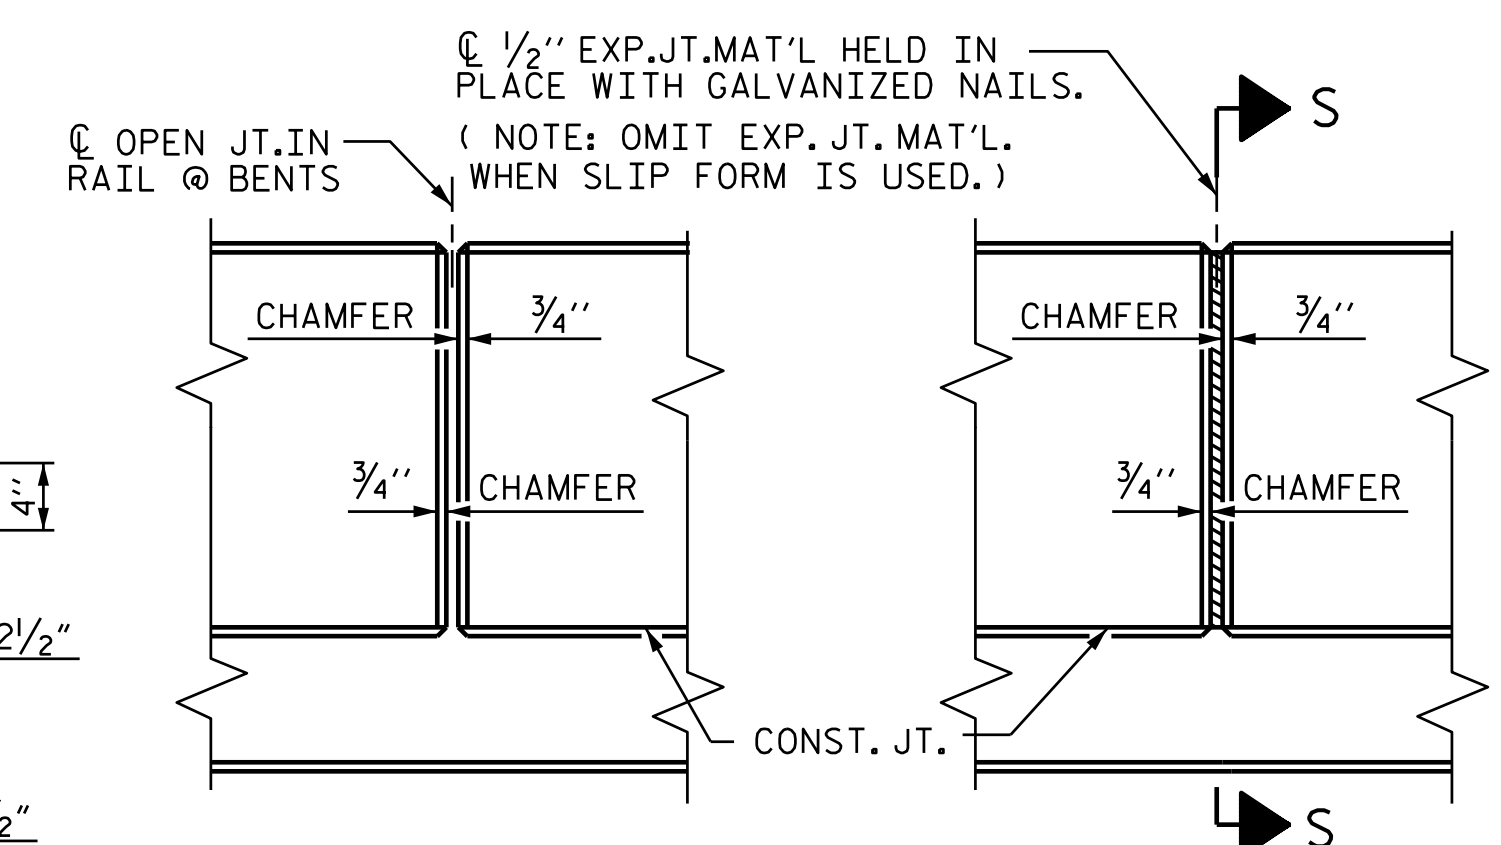 ℄ 1/2'' EXP.JT.MAT'L HELD IN
PLACE WITH GALVANIZED NAILS.
( NOTE: OMIT EXP. JT. MAT'L.
WHEN SLIP FORM IS USED.)
℄ OPEN JT.IN
RAIL @ BENTS
S
CHAMFER
3/4''
CHAMFER
3/4''
3/4''
CHAMFER
3/4''
CHAMFER
4''
CONST. JT.
S